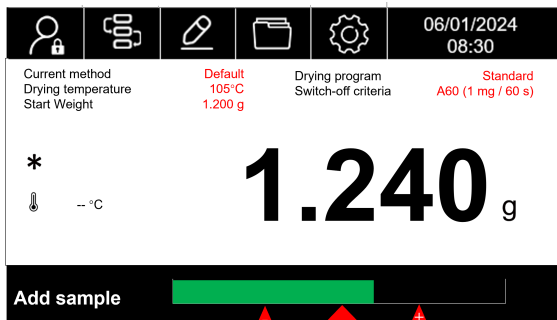 06/01/2024
08:30
Current method Default
Drying temperature 105°C
Start Weight 1.200 g
Drying program Standard
Switch-off criteria A60 (1 mg / 60 s)
*
-- °C
1.240 g
Add sample